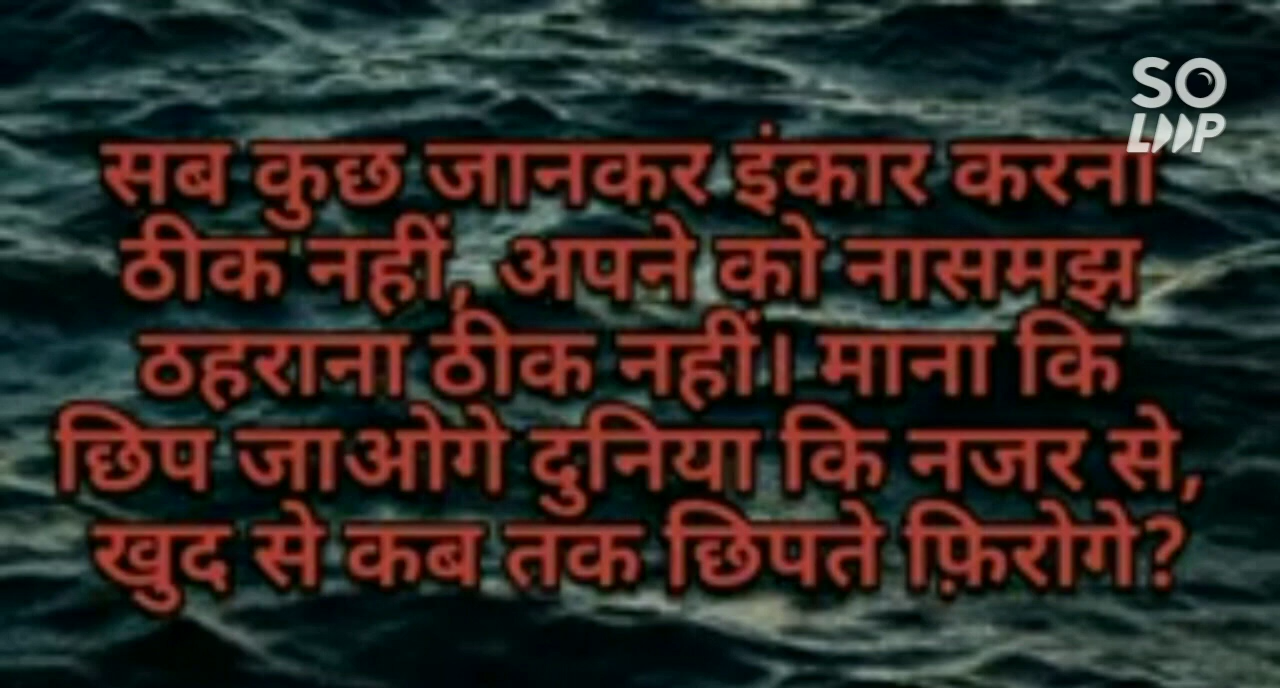 SO
LOOP
सब कुछ जानकर इंकार करना
ठीक नहीं, अपने को नासमझ
ठहराना ठीक नहीं। माना कि
छिप जाओगे दुनिया कि नजर से,
खुद से कब तक छिपते फ़िरोगे?